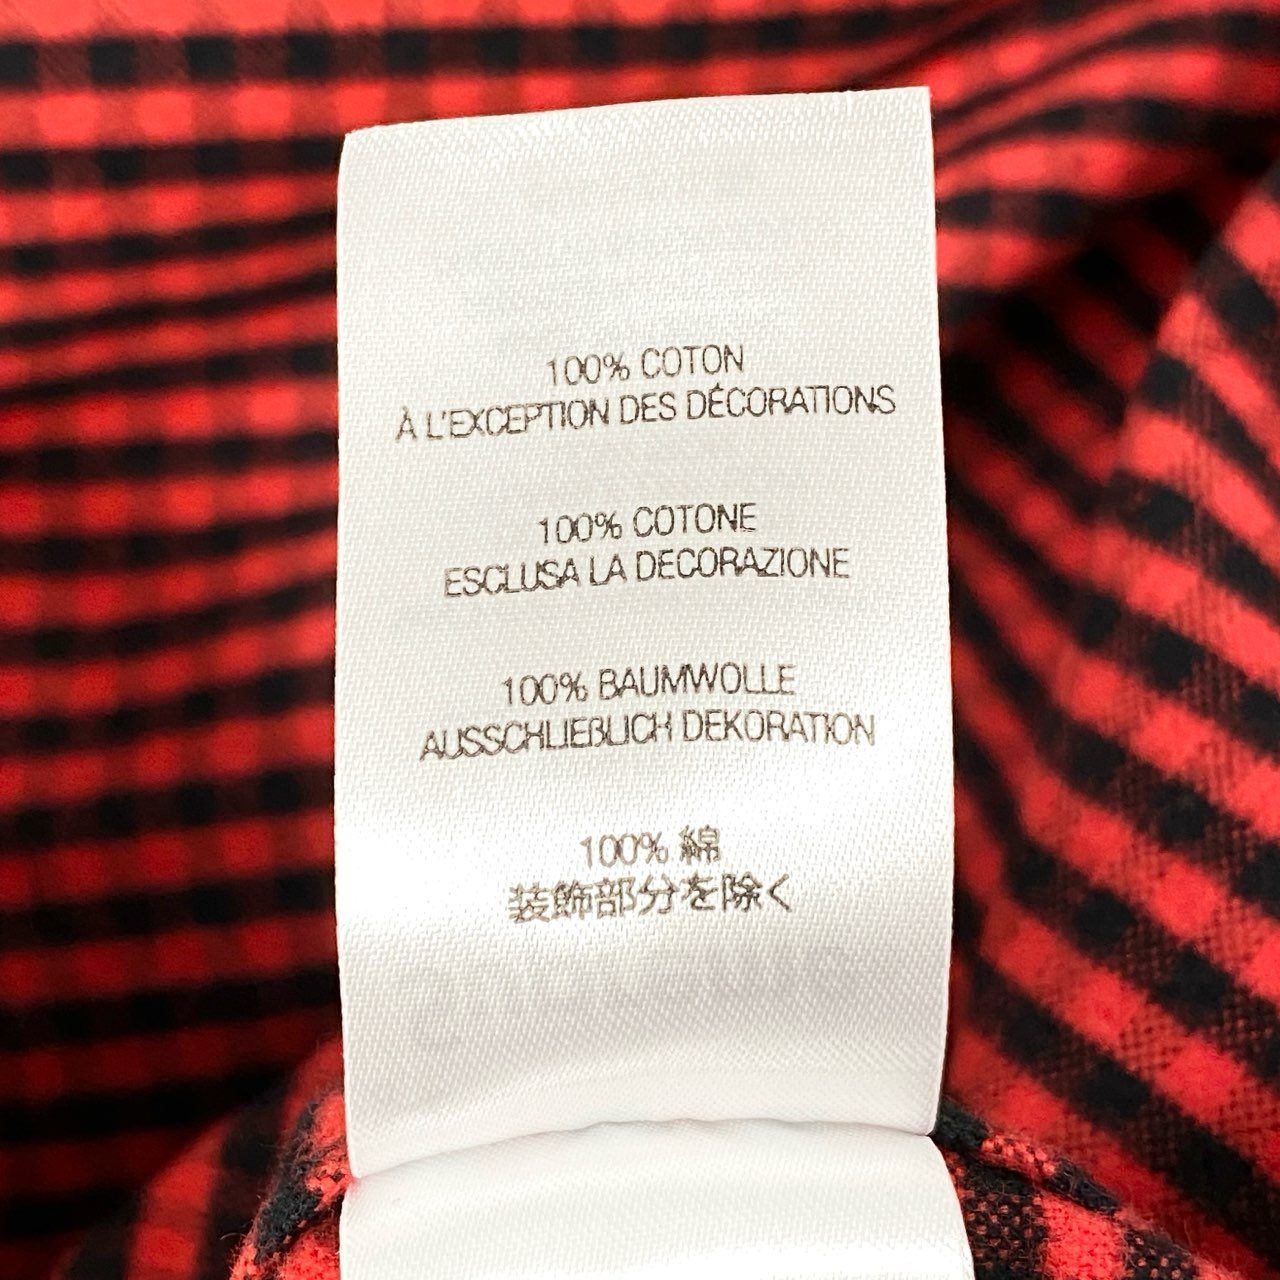 100% COTON
À L'EXCEPTION DES DÉCORATIONS
100% COTONE
ESCLUSA LA DECORAZIONE
100% BAUMWOLLE
AUSSCHLIEßLICH DEKORATION
100% 綿
装飾部分を除く